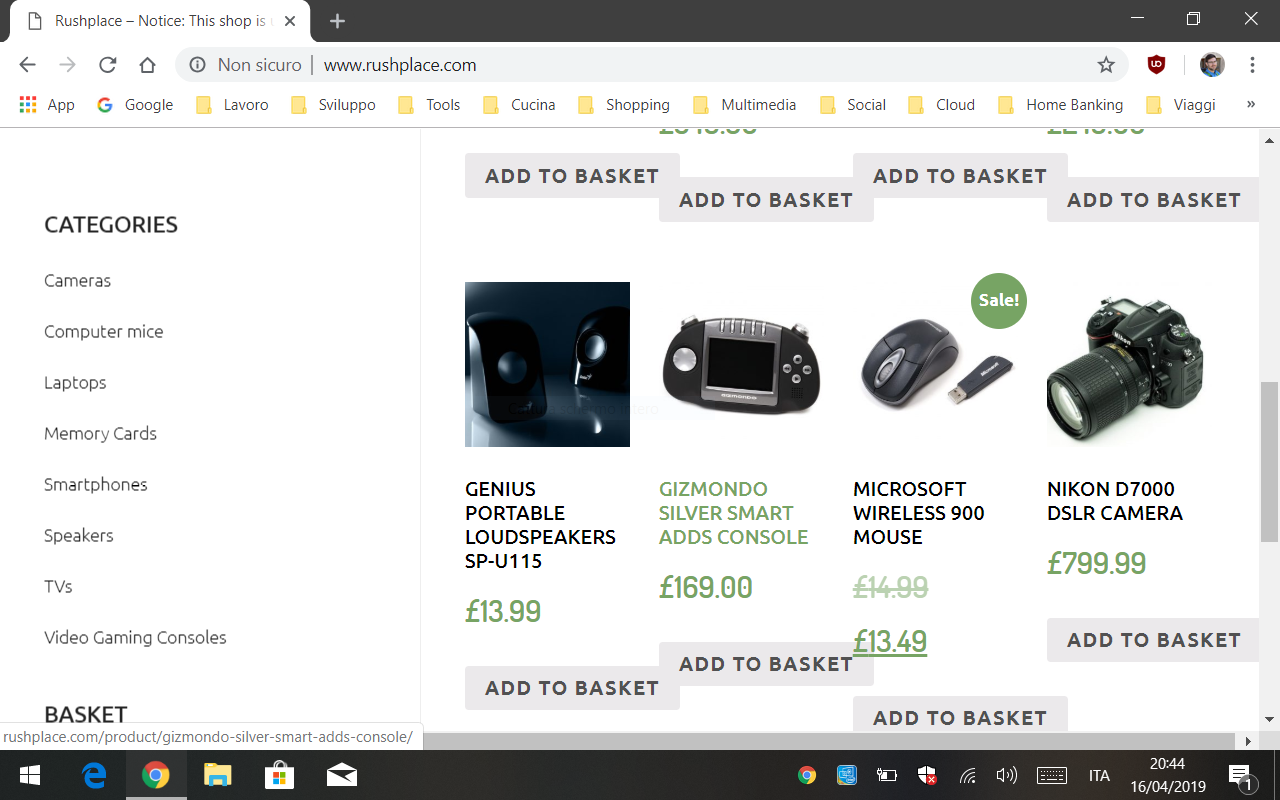 Rushplace – Notice: This shop is
Non sicuro
www.rushplace.com
App
Google
Lavoro
Sviluppo
Tools
Cucina
Shopping
Multimedia
Social
Cloud
Home Banking
Viaggi
»
ADD TO BASKET
ADD TO BASKET
ADD TO BASKET
ADD TO BASKET
CATEGORIES
Cameras
Computer mice
Laptops
Memory Cards
Smartphones
Speakers
TVs
Video Gaming Consoles
BASKET
GENIUS
PORTABLE
LOUDSPEAKERS
SP-U115
£13.99
ADD TO BASKET
GIZMONDO
GIZMONDO
SILVER SMART
ADDS CONSOLE
£169.00
ADD TO BASKET
Sale!
Microsoft
MICROSOFT
WIRELESS 900
MOUSE
£14.99
£13.49
ADD TO BASKET
Nikon
NIKON D7000
DSLR CAMERA
£799.99
ADD TO BASKET
rushplace.com/product/gizmondo-silver-smart-adds-console/
ITA
20:44
16/04/2019
1